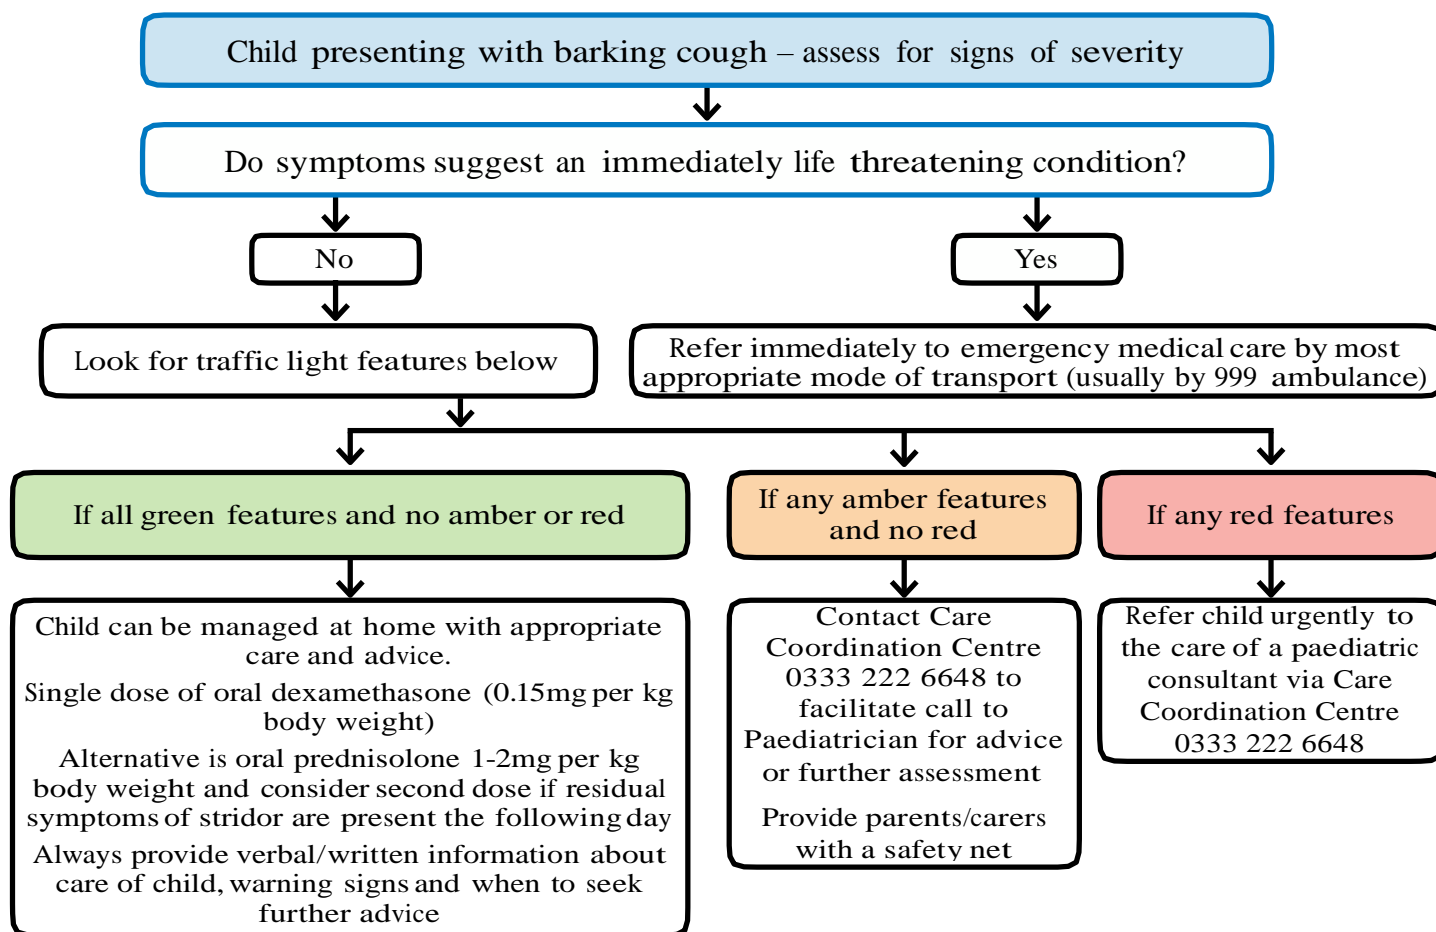 Child presenting with barking cough – assess for signs of severity
Do symptoms suggest an immediately life threatening condition?
No
Yes
Look for traffic light features below
Refer immediately to emergency medical care by most
appropriate mode of transport (usually by 999 ambulance)
If all green features and no amber or red
If any amber features
and no red
If any red features
Child can be managed at home with appropriate
care and advice.
Single dose of oral dexamethasone (0.15mg per kg
body weight)
Alternative is oral prednisolone 1-2mg per kg
body weight and consider second dose if residual
symptoms of stridor are present the following day
Always provide verbal/written information about
care of child, warning signs and when to seek
further advice
Contact Care
Coordination Centre
0333 222 6648 to
facilitate call to
Paediatrician for advice
or further assessment
Provide parents/carers
with a safety net
Refer child urgently to
the care of a paediatric
consultant via Care
Coordination Centre
0333 222 6648